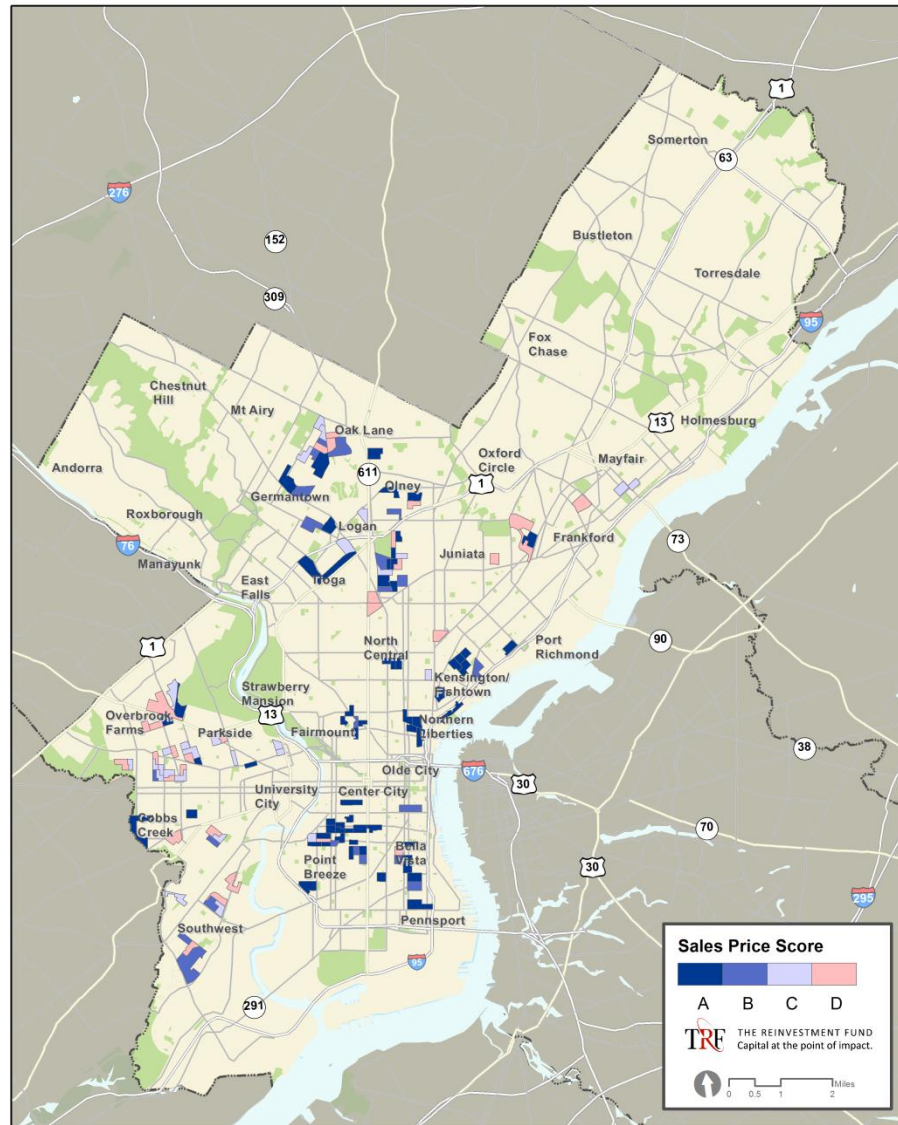 1
Somerton
63
276
152
Bustleton
Torresdale
309
95
Fox
Chase
Chestnut
Hill
Mt Airy
13
Holmesburg
Oak Lane
Oxford
Circle
Mayfair
Andorra
611
Olney
1
Germantown
Roxborough
Logan
Frankford
73
76
Juniata
Manayunk
Tioga
East
Falls
90
1
North
Central
Port
Richmond
Kensington/
Fishtown
Strawberry
Mansion
Overbrook
Farms
13
Parkside
Fairmount
Northern
Liberties
38
Olde City
676
30
University
City
Center City
Cobbs
Creek
70
Bella
Vista
Point
Breeze
30
295
Pennsport
Southwest
95
291
Sales Price Score
A B C D
TRF THE REINVESTMENT FUND
Capital at the point of impact.
Miles
0 0.5 1 2